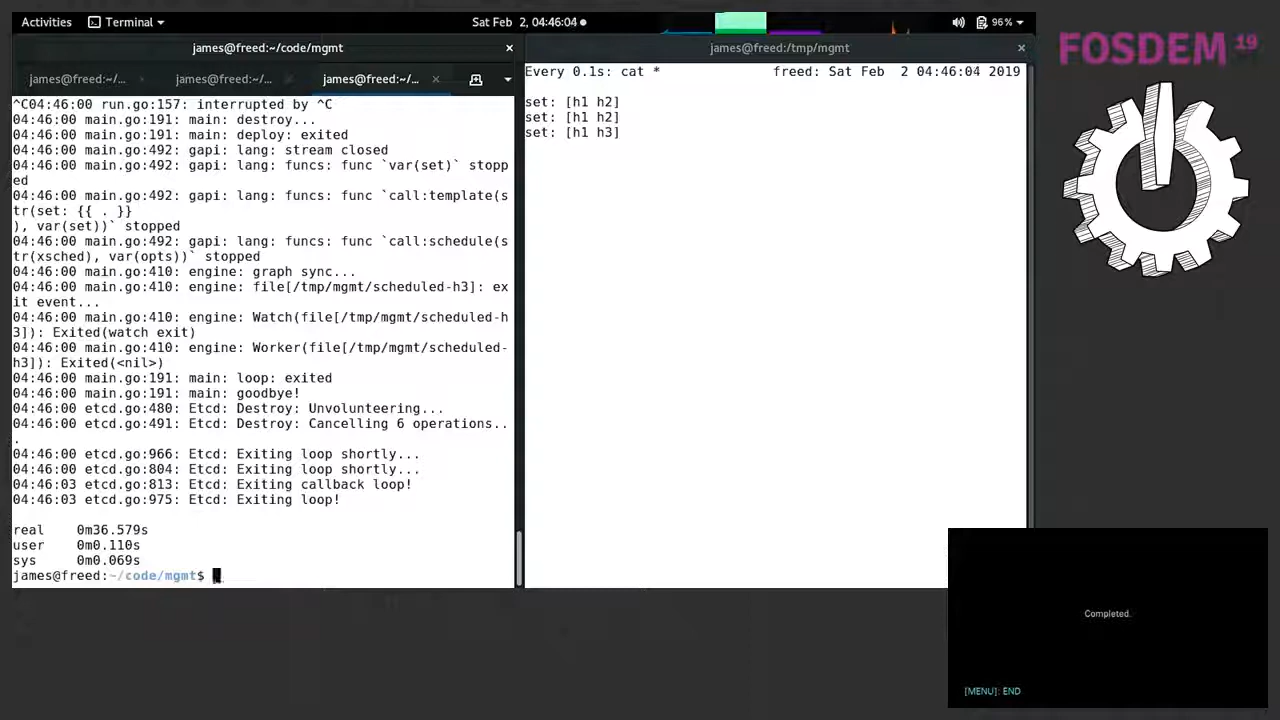 Activities
Terminal
Sat Feb 2, 04:46:04
96%
james@freed:~/code/mgmt
james@freed:/tmp/mgmt
james@freed:~/...
james@freed:~/...
james@freed:~/...
^C04:46:00 run.go:157: interrupted by ^C
04:46:00 main.go:191: main: destroy...
04:46:00 main.go:191: main: deploy: exited
04:46:00 main.go:492: gapi: lang: stream closed
04:46:00 main.go:492: gapi: lang: funcs: func `var(set)` stopp
ed
04:46:00 main.go:492: gapi: lang: funcs: func `call:template(s
tr(set: {{ . }}
), var(set))` stopped
04:46:00 main.go:492: gapi: lang: funcs: func `call:schedule(s
tr(xsched), var(opts))` stopped
04:46:00 main.go:410: engine: graph sync...
04:46:00 main.go:410: engine: file[/tmp/mgmt/scheduled-h3]: ex
it event...
04:46:00 main.go:410: engine: Watch(file[/tmp/mgmt/scheduled-h
3]): Exited(watch exit)
04:46:00 main.go:410: engine: Worker(file[/tmp/mgmt/scheduled-
h3]): Exited(<nil>)
04:46:00 main.go:191: main: loop: exited
04:46:00 main.go:191: main: goodbye!
04:46:00 etcd.go:480: Etcd: Destroy: Unvolunteering...
04:46:00 etcd.go:491: Etcd: Destroy: Cancelling 6 operations..
.
04:46:00 etcd.go:966: Etcd: Exiting loop shortly...
04:46:00 etcd.go:804: Etcd: Exiting loop shortly...
04:46:03 etcd.go:813: Etcd: Exiting callback loop!
04:46:03 etcd.go:975: Etcd: Exiting loop!
real 0m36.579s
user 0m0.110s
sys 0m0.069s
james@freed:~/code/mgmt$
Every 0.1s: cat * freed: Sat Feb 2 04:46:04 2019
set: [h1 h2]
set: [h1 h2]
set: [h1 h3]
FOSDEM 19
Completed.
[MENU]: END